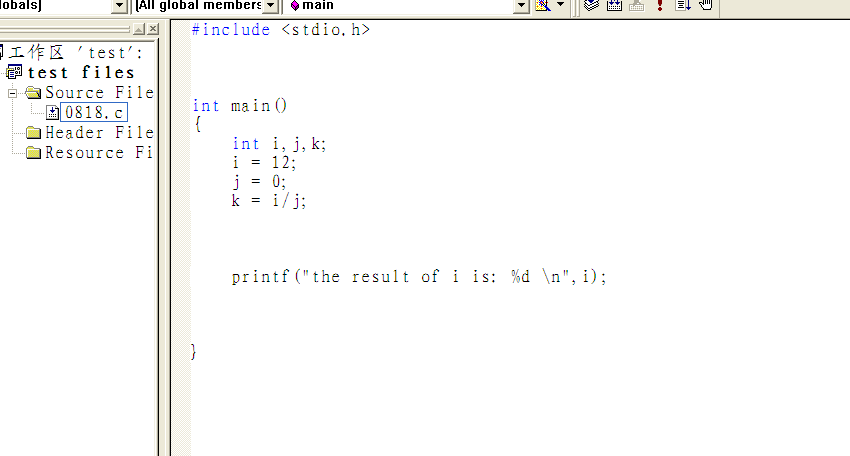 lobals]
[All global members
main
#include <stdio.h>
工作区 'test':
test files
Source File
0818.c
Header File
Resource Fi
int main()
{
int i,j,k;
i = 12;
j = 0;
k = i/j;
printf("the result of i is: %d \n",i);
}